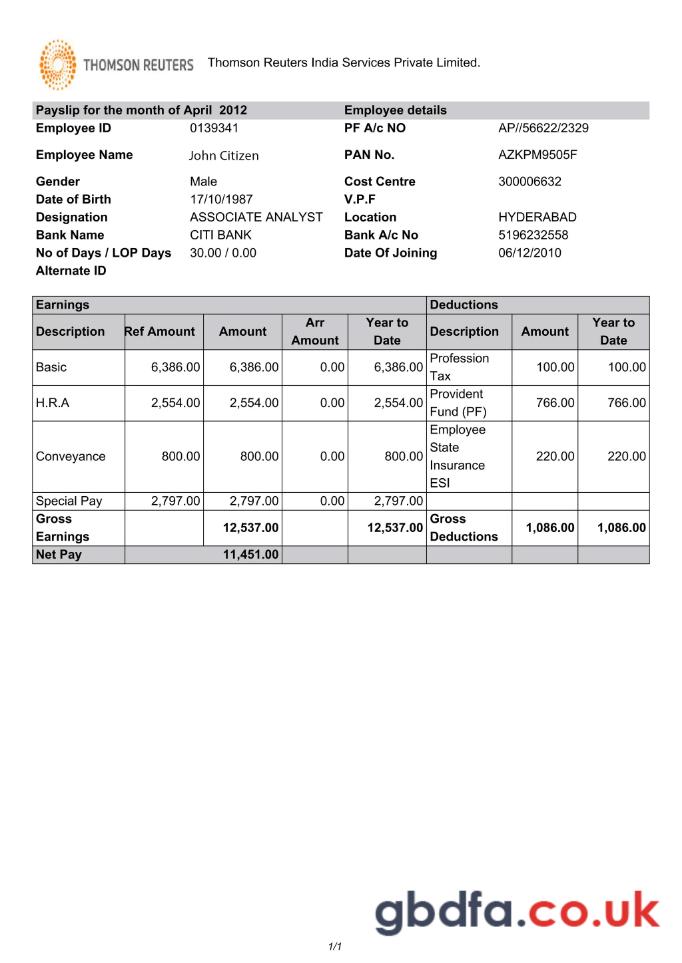 THOMSON REUTERS Thomson Reuters India Services Private Limited.
Payslip for the month of April 2012 Employee details
Employee ID 0139341 PF A/c NO AP//56622/2329
Employee Name John Citizen PAN No. AZKPM9505F
Gender Male Cost Centre 300006632
Date of Birth 17/10/1987 V.P.F
Designation ASSOCIATE ANALYST Location HYDERABAD
Bank Name CITI BANK Bank A/c No 5196232558
No of Days / LOP Days 30.00 / 0.00 Date Of Joining 06/12/2010
Alternate ID
Earnings Deductions
Description Ref Amount Amount Arr Amount Year to Date Description Amount Year to Date
Basic 6,386.00 6,386.00 0.00 6,386.00 Profession Tax 100.00 100.00
H.R.A 2,554.00 2,554.00 0.00 2,554.00 Provident Fund (PF) 766.00 766.00
Conveyance 800.00 800.00 0.00 800.00 Employee State Insurance ESI 220.00 220.00
Special Pay 2,797.00 2,797.00 0.00 2,797.00
Gross Earnings 12,537.00 12,537.00 Gross Deductions 1,086.00 1,086.00
Net Pay 11,451.00
gbdfa.co.uk
1/1